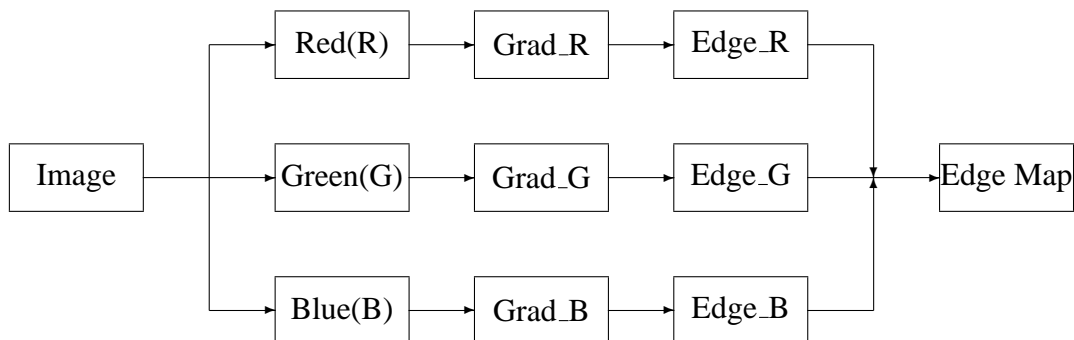 Red(R) Grad_R Edge_R
Image Green(G) Grad_G Edge_G Edge Map
Blue(B) Grad_B Edge_B